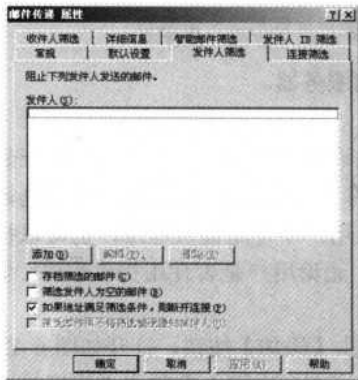 邮件传递 属性
收件人筛选 详细信息 智能邮件筛选 发件人 ID 筛选
常规 默认设置 发件人筛选 连接筛选
阻止下列发件人发送的邮件。
发件人(S):
添加(D)... 编辑(T)... 删除(R)
存档筛选的邮件(C)
筛选发件人为空的邮件(B)
如果地址满足筛选条件，则断开连接(P)
确定 取消 应用(A) 帮助